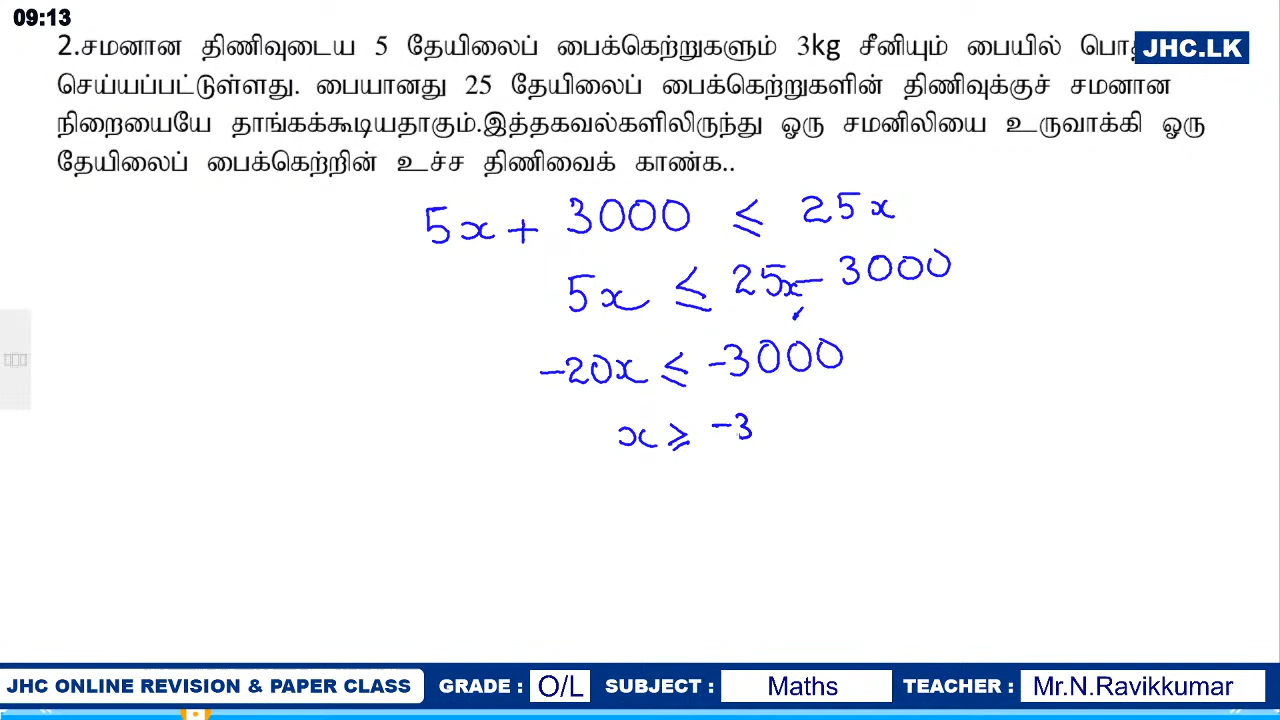 09:13
2.சமனான திணிவுடைய 5 தேயிலைப் பைக்கெற்றுகளும் 3kg சீனியும் பையில்
JHC.LK
செய்யப்பட்டுள்ளது. பையானது 25 தேயிலைப் பைக்கெற்றுகளின் திணிவுக்குச் சமனான
நிறையையே தாங்கக்கூடியதாகும்.இத்தகவல்களிலிருந்து ஓரு சமனிலியை உருவாக்கி ஓரு
தேயிலைப் பைக்கெற்றின் உச்ச திணிவைக் காண்க..
5x + 3000 ≤ 25x
5x ≤ 25x - 3000
-20x ≤ -3000
x ≥ -3
JHC ONLINE REVISION & PAPER CLASS GRADE : O/L SUBJECT : Maths TEACHER : Mr.N.Ravikkumar